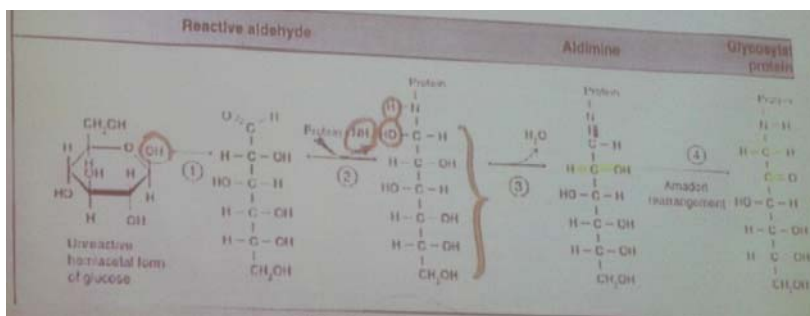 Reactive aldehyde
Aldimine
Glycosylat
protein
CH2OH
O
OH
H
H
OH
HO
H
OH
Unreactive
hemiacetal form
of glucose
1
O
C
H
H-C-OH
HO-C-H
H-C-OH
H-C-OH
CH2OH
Protein
NH
2
Protein
H-N
HO-C-H
H-C-OH
HO-C-H
H-C-OH
H-C-OH
CH2OH
H2O
3
Protein
N
C-H
H-C-OH
HO-C-H
H-C-OH
H-C-OH
CH2OH
4
Amadori
rearrangement
Protein
N-H
H-C-H
C=O
HO-C-H
H-C-OH
H-C-OH
CH2OH